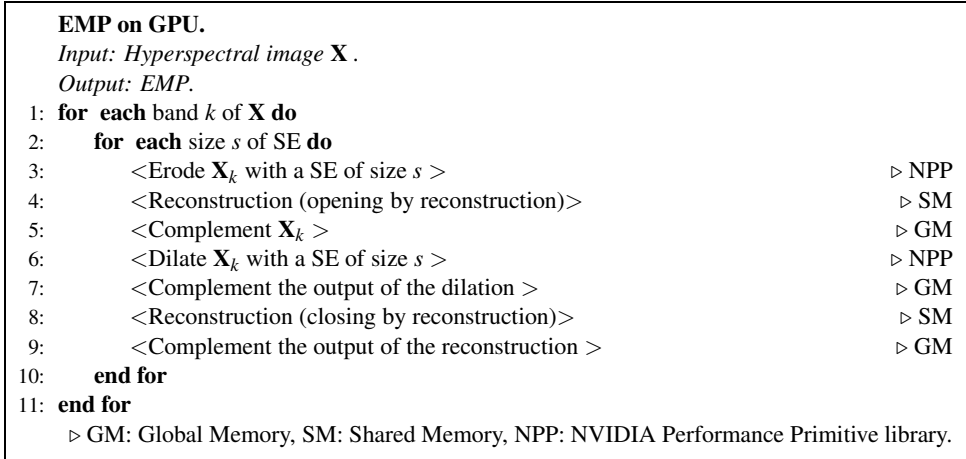 EMP on GPU.
Input: Hyperspectral image X .
Output: EMP.
1: for each band k of X do
2: for each size s of SE do
3: <Erode Xₖ with a SE of size s > ▷ NPP
4: <Reconstruction (opening by reconstruction)> ▷ SM
5: <Complement Xₖ > ▷ GM
6: <Dilate Xₖ with a SE of size s > ▷ NPP
7: <Complement the output of the dilation > ▷ GM
8: <Reconstruction (closing by reconstruction)> ▷ SM
9: <Complement the output of the reconstruction > ▷ GM
10: end for
11: end for
▷ GM: Global Memory, SM: Shared Memory, NPP: NVIDIA Performance Primitive library.